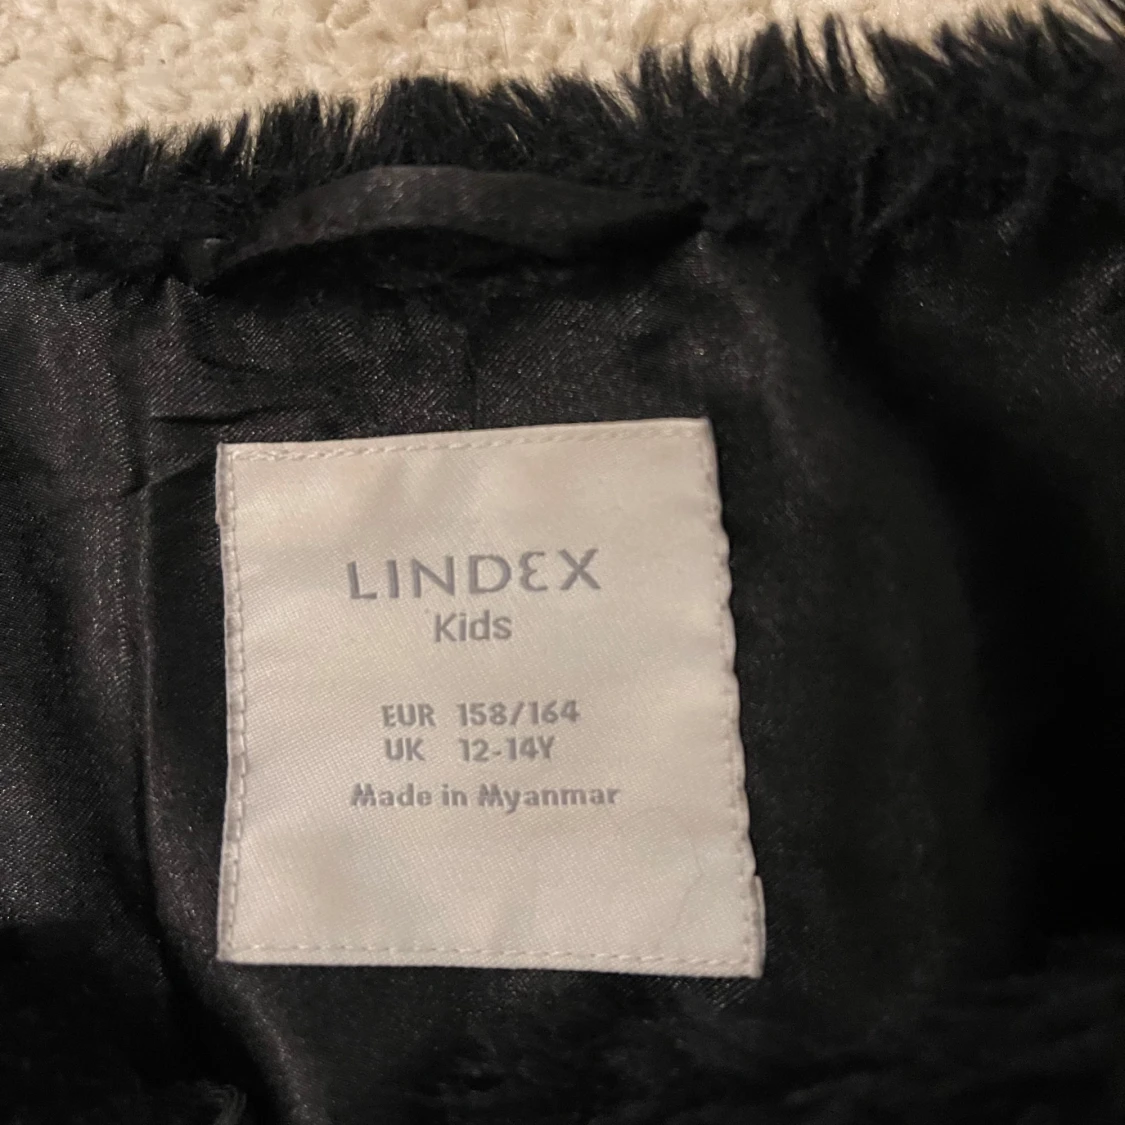 LINDEX
Kids
EUR 158/164
UK 12-14Y
Made in Myanmar